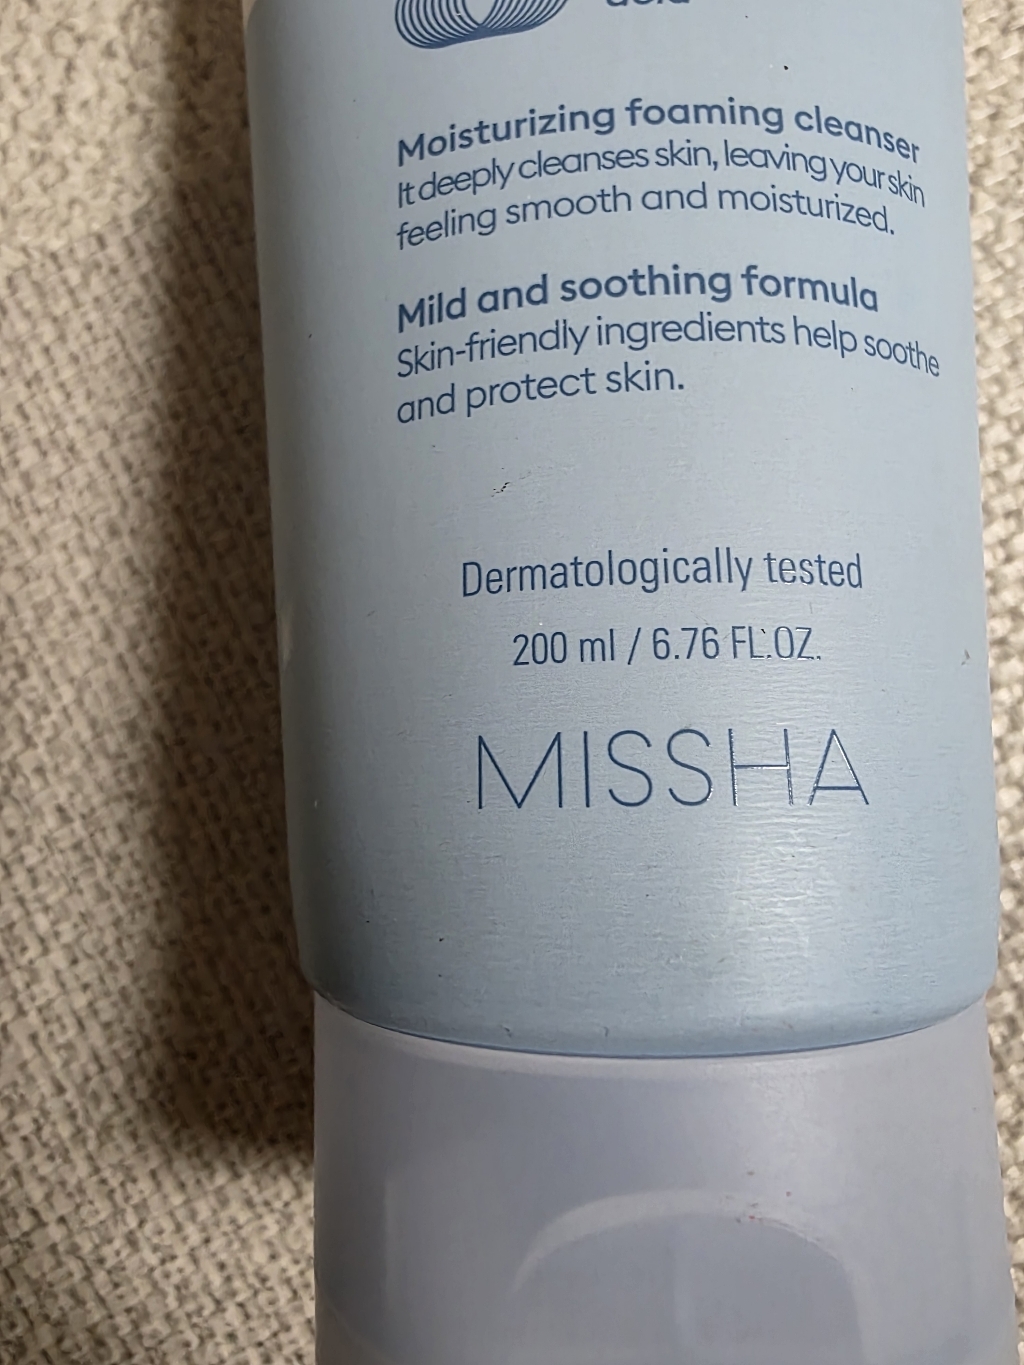 Moisturizing foaming cleanser
It deeply cleanses skin, leaving your skin
feeling smooth and moisturized.
Mild and soothing formula
Skin-friendly ingredients help soothe
and protect skin.
Dermatologically tested
200 ml / 6.76 FL.OZ.
MISSHA